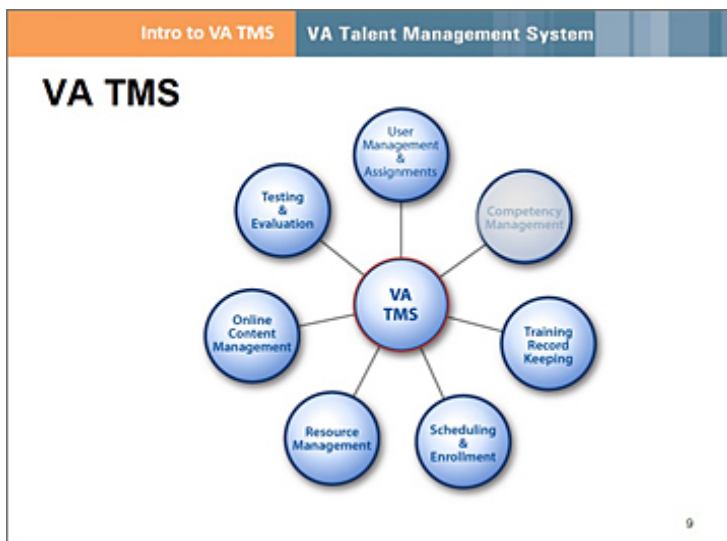 Intro to VA TMS
VA Talent Management System
VA TMS
User
Management
&
Assignments
Competency
Management
Training
Record
Keeping
Scheduling
&
Enrollment
Resource
Management
Online
Content
Management
Testing
&
Evaluation
VA
TMS
9